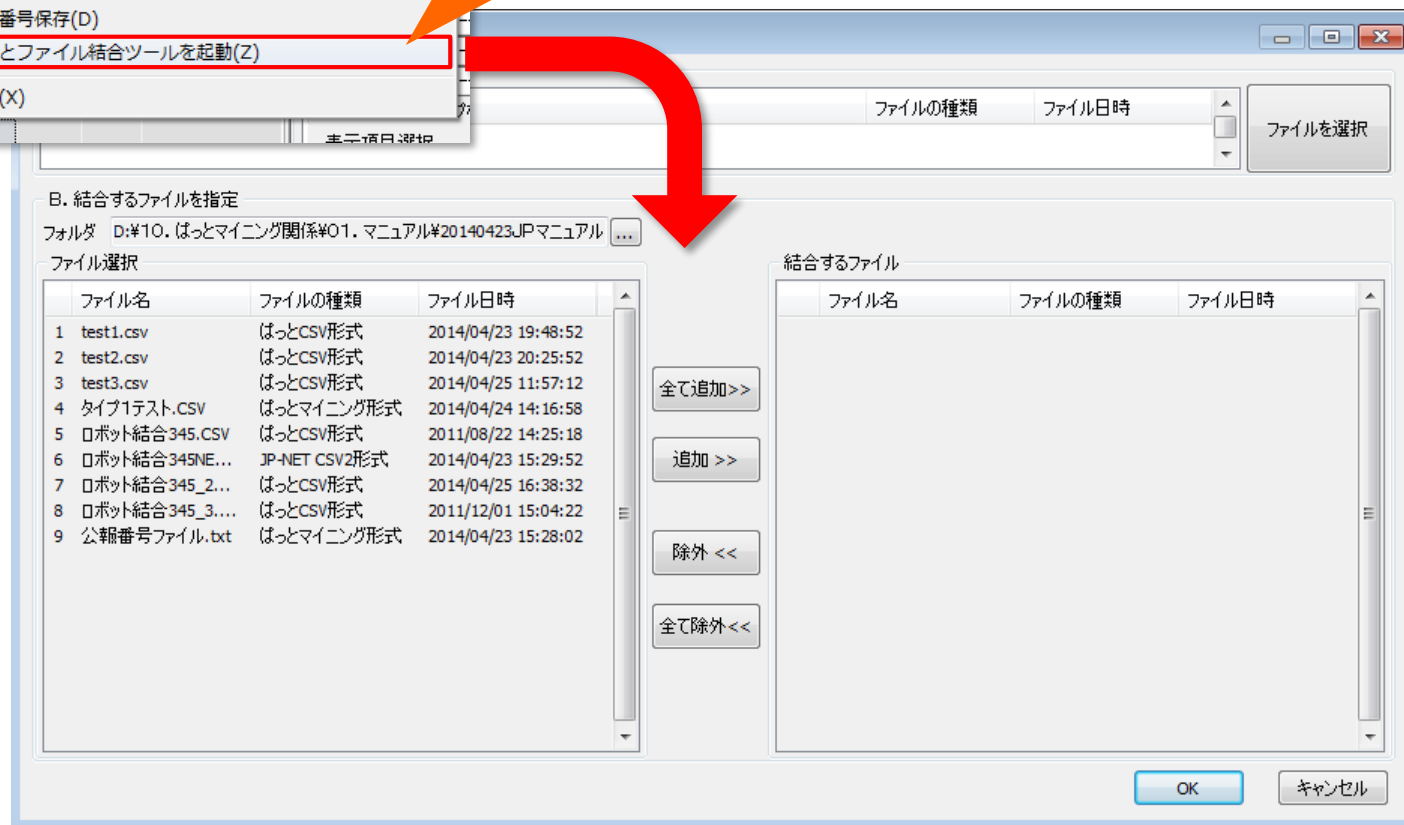 番号保存(D)
とファイル結合ツールを起動(Z)
(X)
表示項目選択
ファイルの種類 ファイル日時
ファイルを選択
B. 結合するファイルを指定
フォルダ D:¥10. ぱっとマイニング関係¥01. マニュアル¥20140423JPマニュアル ...
ファイル選択 結合するファイル
ファイル名 ファイルの種類 ファイル日時 ファイル名 ファイルの種類 ファイル日時
1 test1.csv ぱっとCSV形式 2014/04/23 19:48:52
2 test2.csv ぱっとCSV形式 2014/04/23 20:25:52
3 test3.csv ぱっとCSV形式 2014/04/25 11:57:12
4 タイプ1テスト.CSV ぱっとマイニング形式 2014/04/24 14:16:58
5 ロボット結合345.CSV ぱっとCSV形式 2011/08/22 14:25:18
6 ロボット結合345NE... JP-NET CSV2形式 2014/04/23 15:29:52
7 ロボット結合345_2... ぱっとCSV形式 2014/04/25 16:38:32
8 ロボット結合345_3.... ぱっとCSV形式 2011/12/01 15:04:22
9 公報番号ファイル.txt ぱっとマイニング形式 2014/04/23 15:28:02
全て追加>>
追加 >>
除外 <<
全て除外<<
OK キャンセル